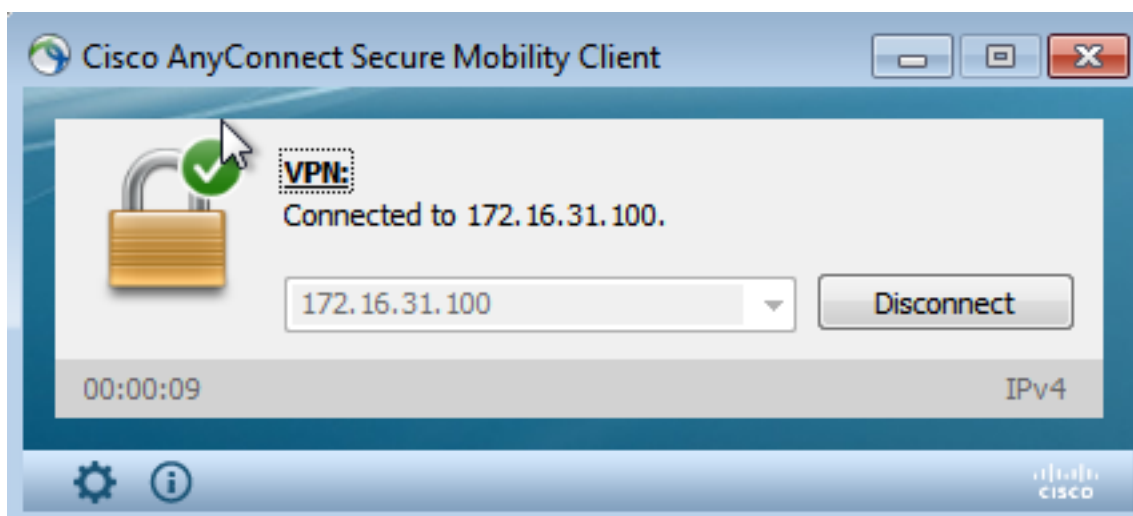 Cisco AnyConnect Secure Mobility Client
VPN:
Connected to 172.16.31.100.
172.16.31.100
Disconnect
00:00:09
IPv4
CISCO